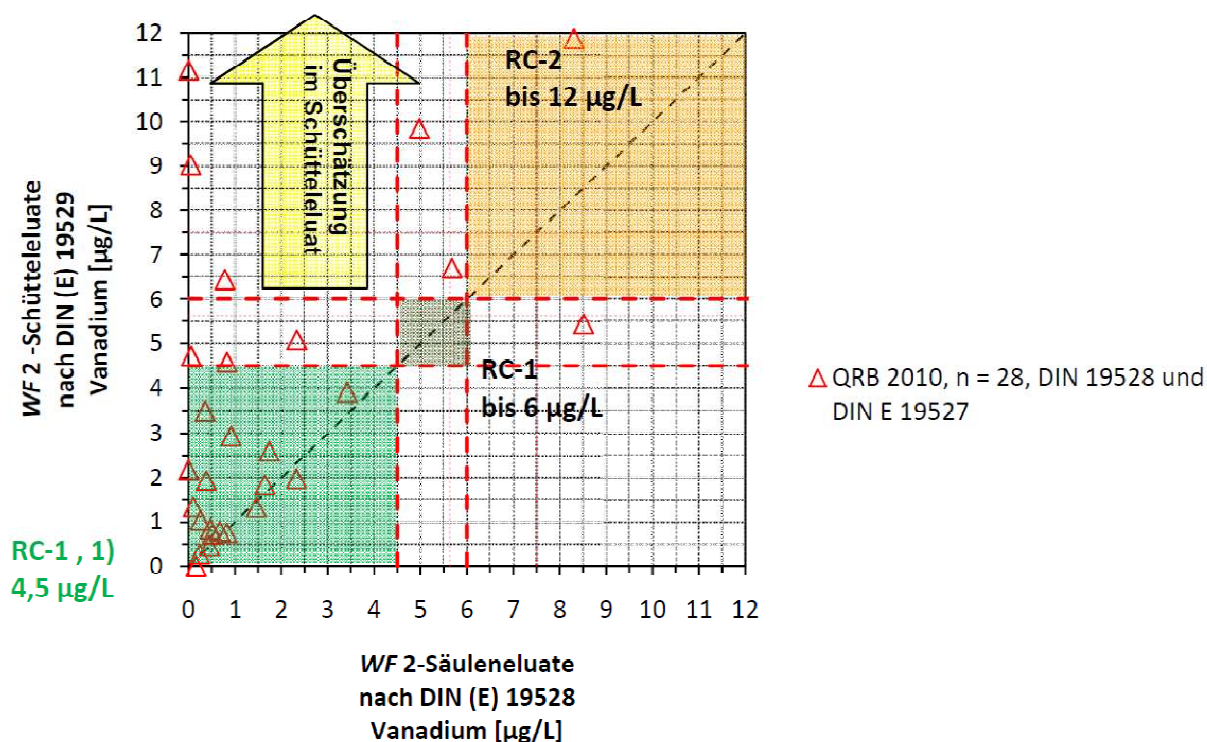 WF 2 -Schütteleluate
nach DIN (E) 19529
Vanadium [µg/L]
12
11
10
9
8
7
6
5
4
3
2
1
0
Überschätzung
im Schütteleluat
RC-2
bis 12 µg/L
RC-1
bis 6 µg/L
RC-1 , 1)
4,5 µg/L
0 1 2 3 4 5 6 7 8 9 10 11 12
WF 2-Säuleneluate
nach DIN (E) 19528
Vanadium [µg/L]
QRB 2010, n = 28, DIN 19528 und
DIN E 19527